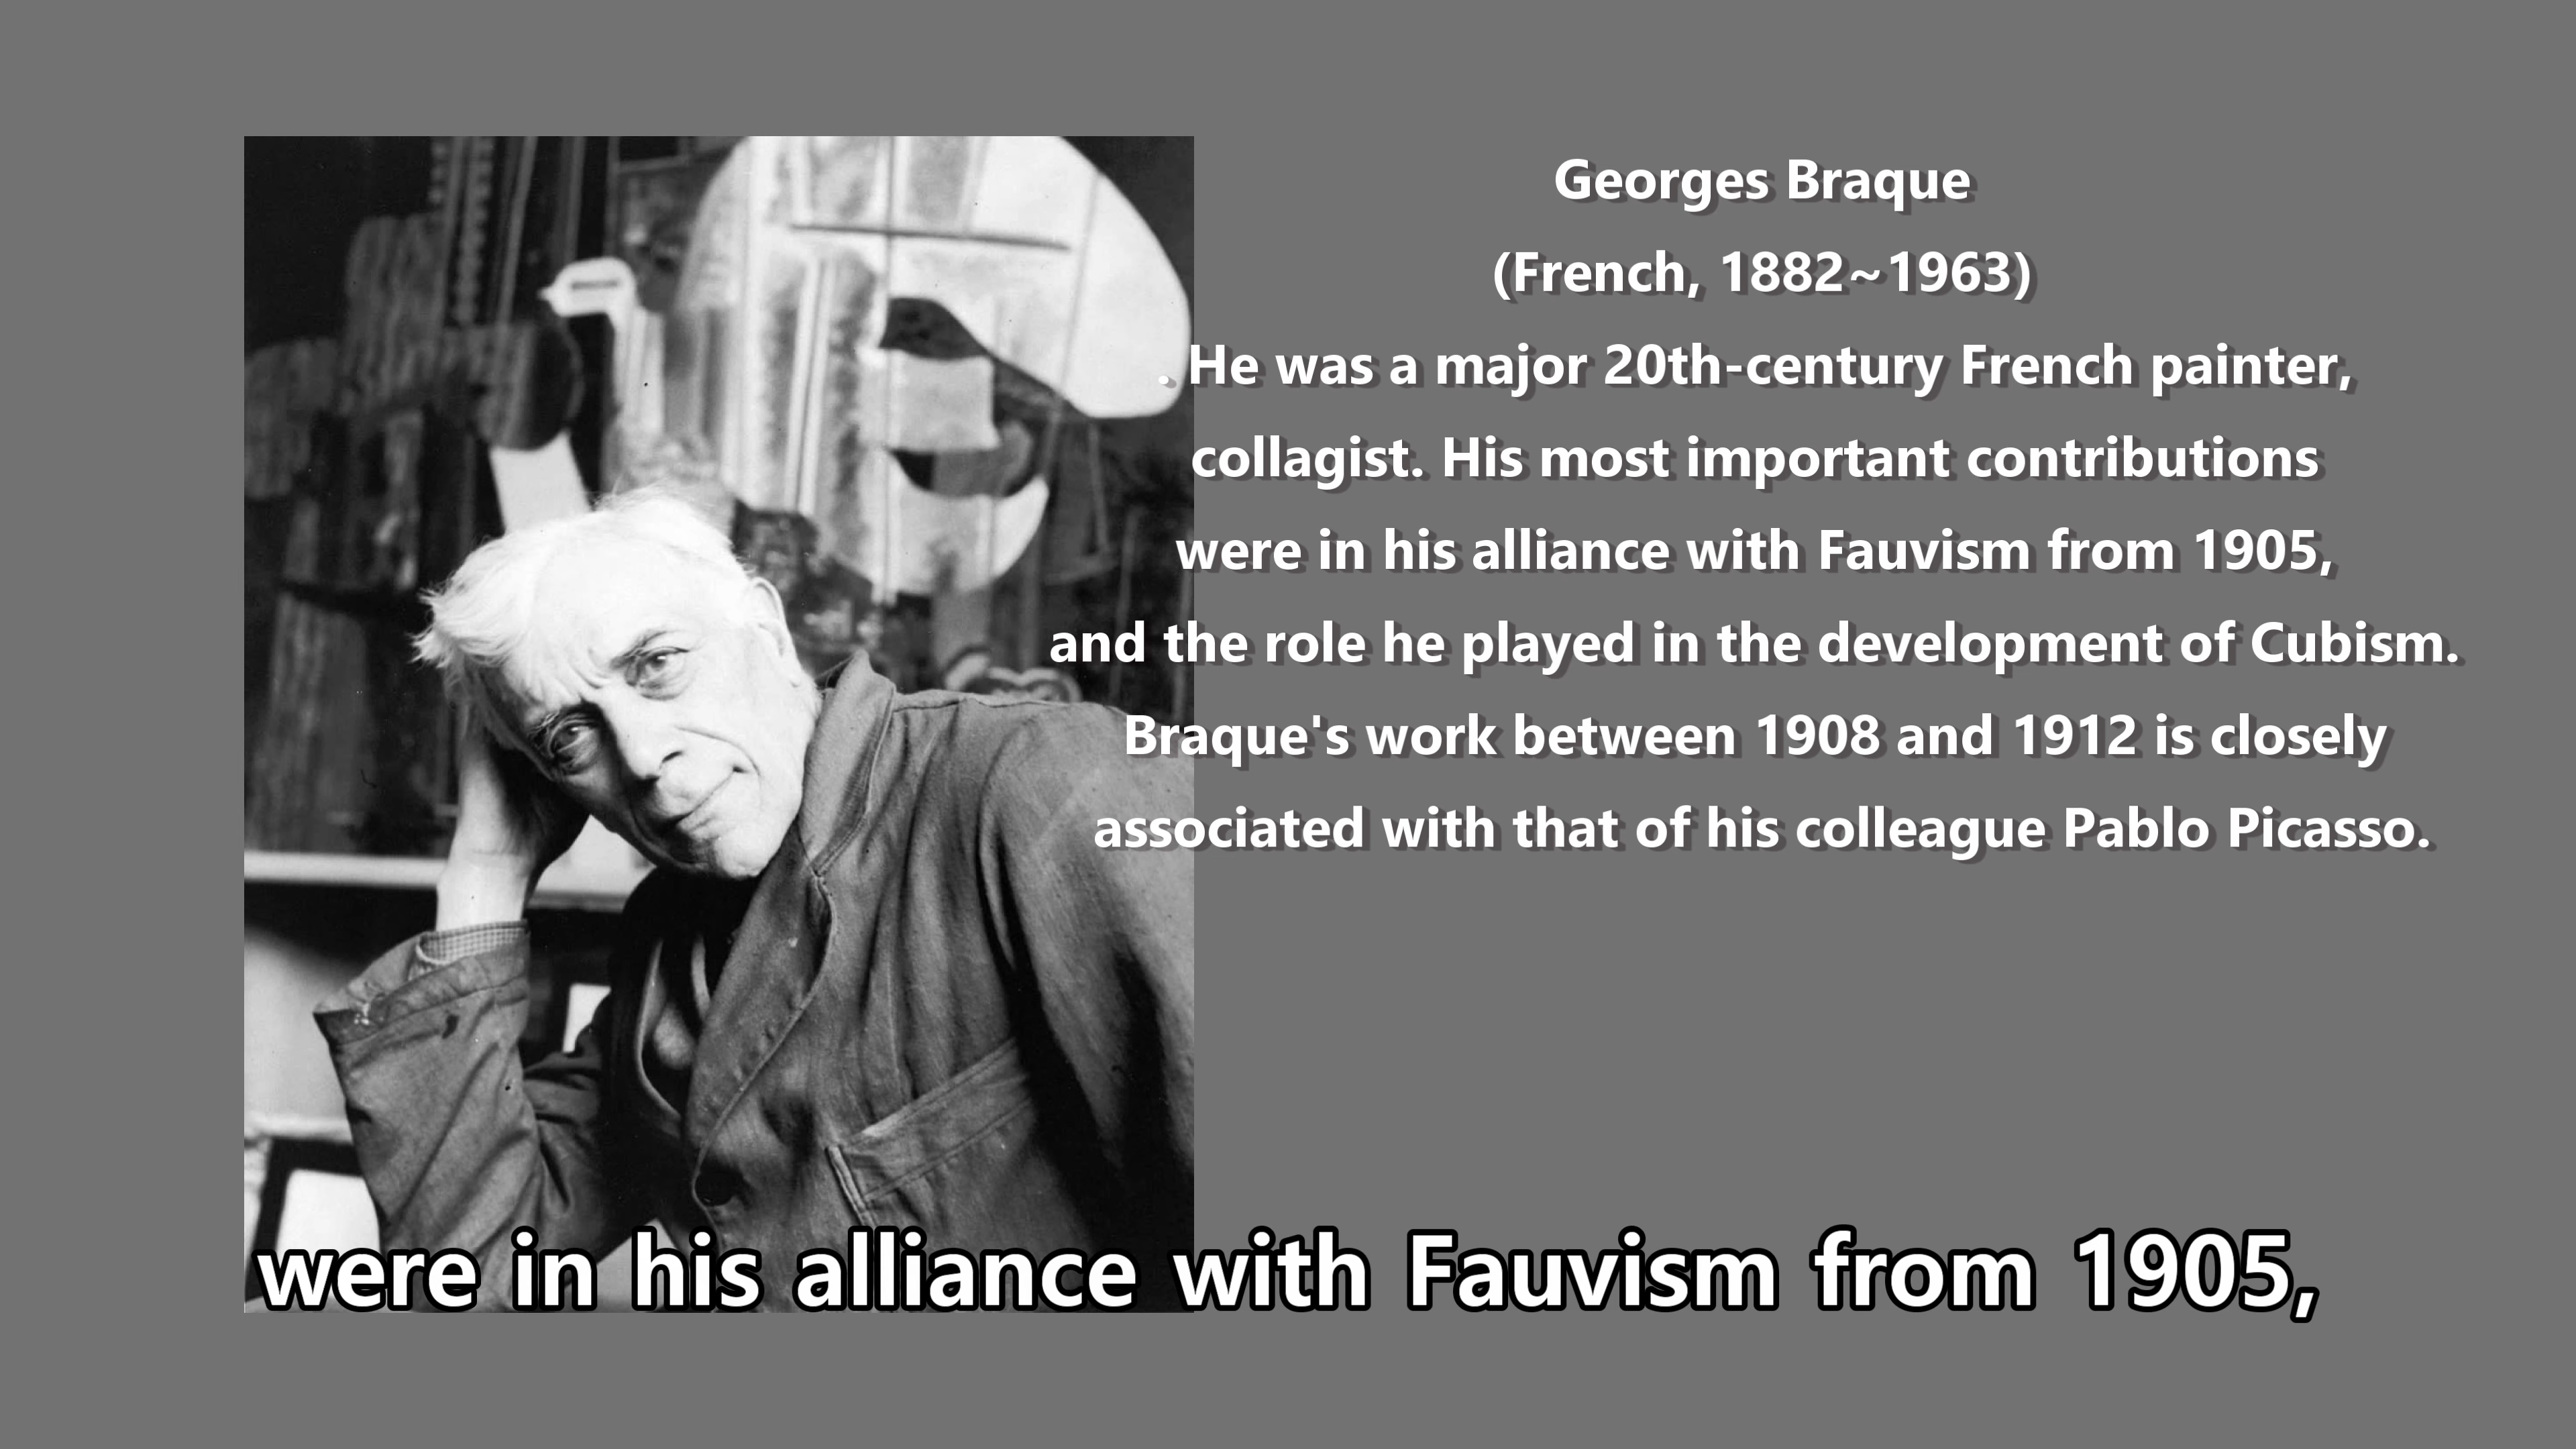 Georges Braque
(French, 1882~1963)
. He was a major 20th-century French painter,
collagist. His most important contributions
were in his alliance with Fauvism from 1905,
and the role he played in the development of Cubism.
Braque's work between 1908 and 1912 is closely
associated with that of his colleague Pablo Picasso.
were in his alliance with Fauvism from 1905,